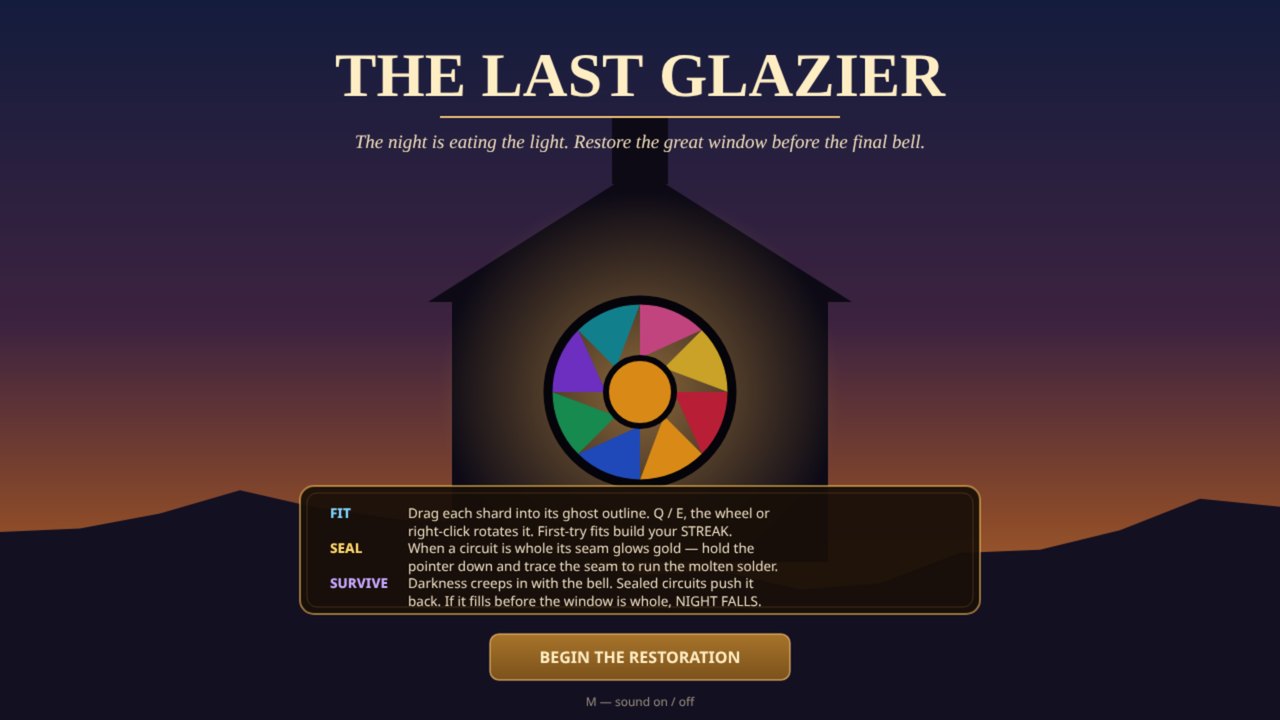 THE LAST GLAZIER
The night is eating the light. Restore the great window before the final bell.
FIT
Drag each shard into its ghost outline. Q / E, the wheel or
right-click rotates it. First-try fits build your STREAK.
SEAL
When a circuit is whole its seam glows gold — hold the
pointer down and trace the seam to run the molten solder.
SURVIVE
Darkness creeps in with the bell. Sealed circuits push it
back. If it fills before the window is whole, NIGHT FALLS.
BEGIN THE RESTORATION
M — sound on / off